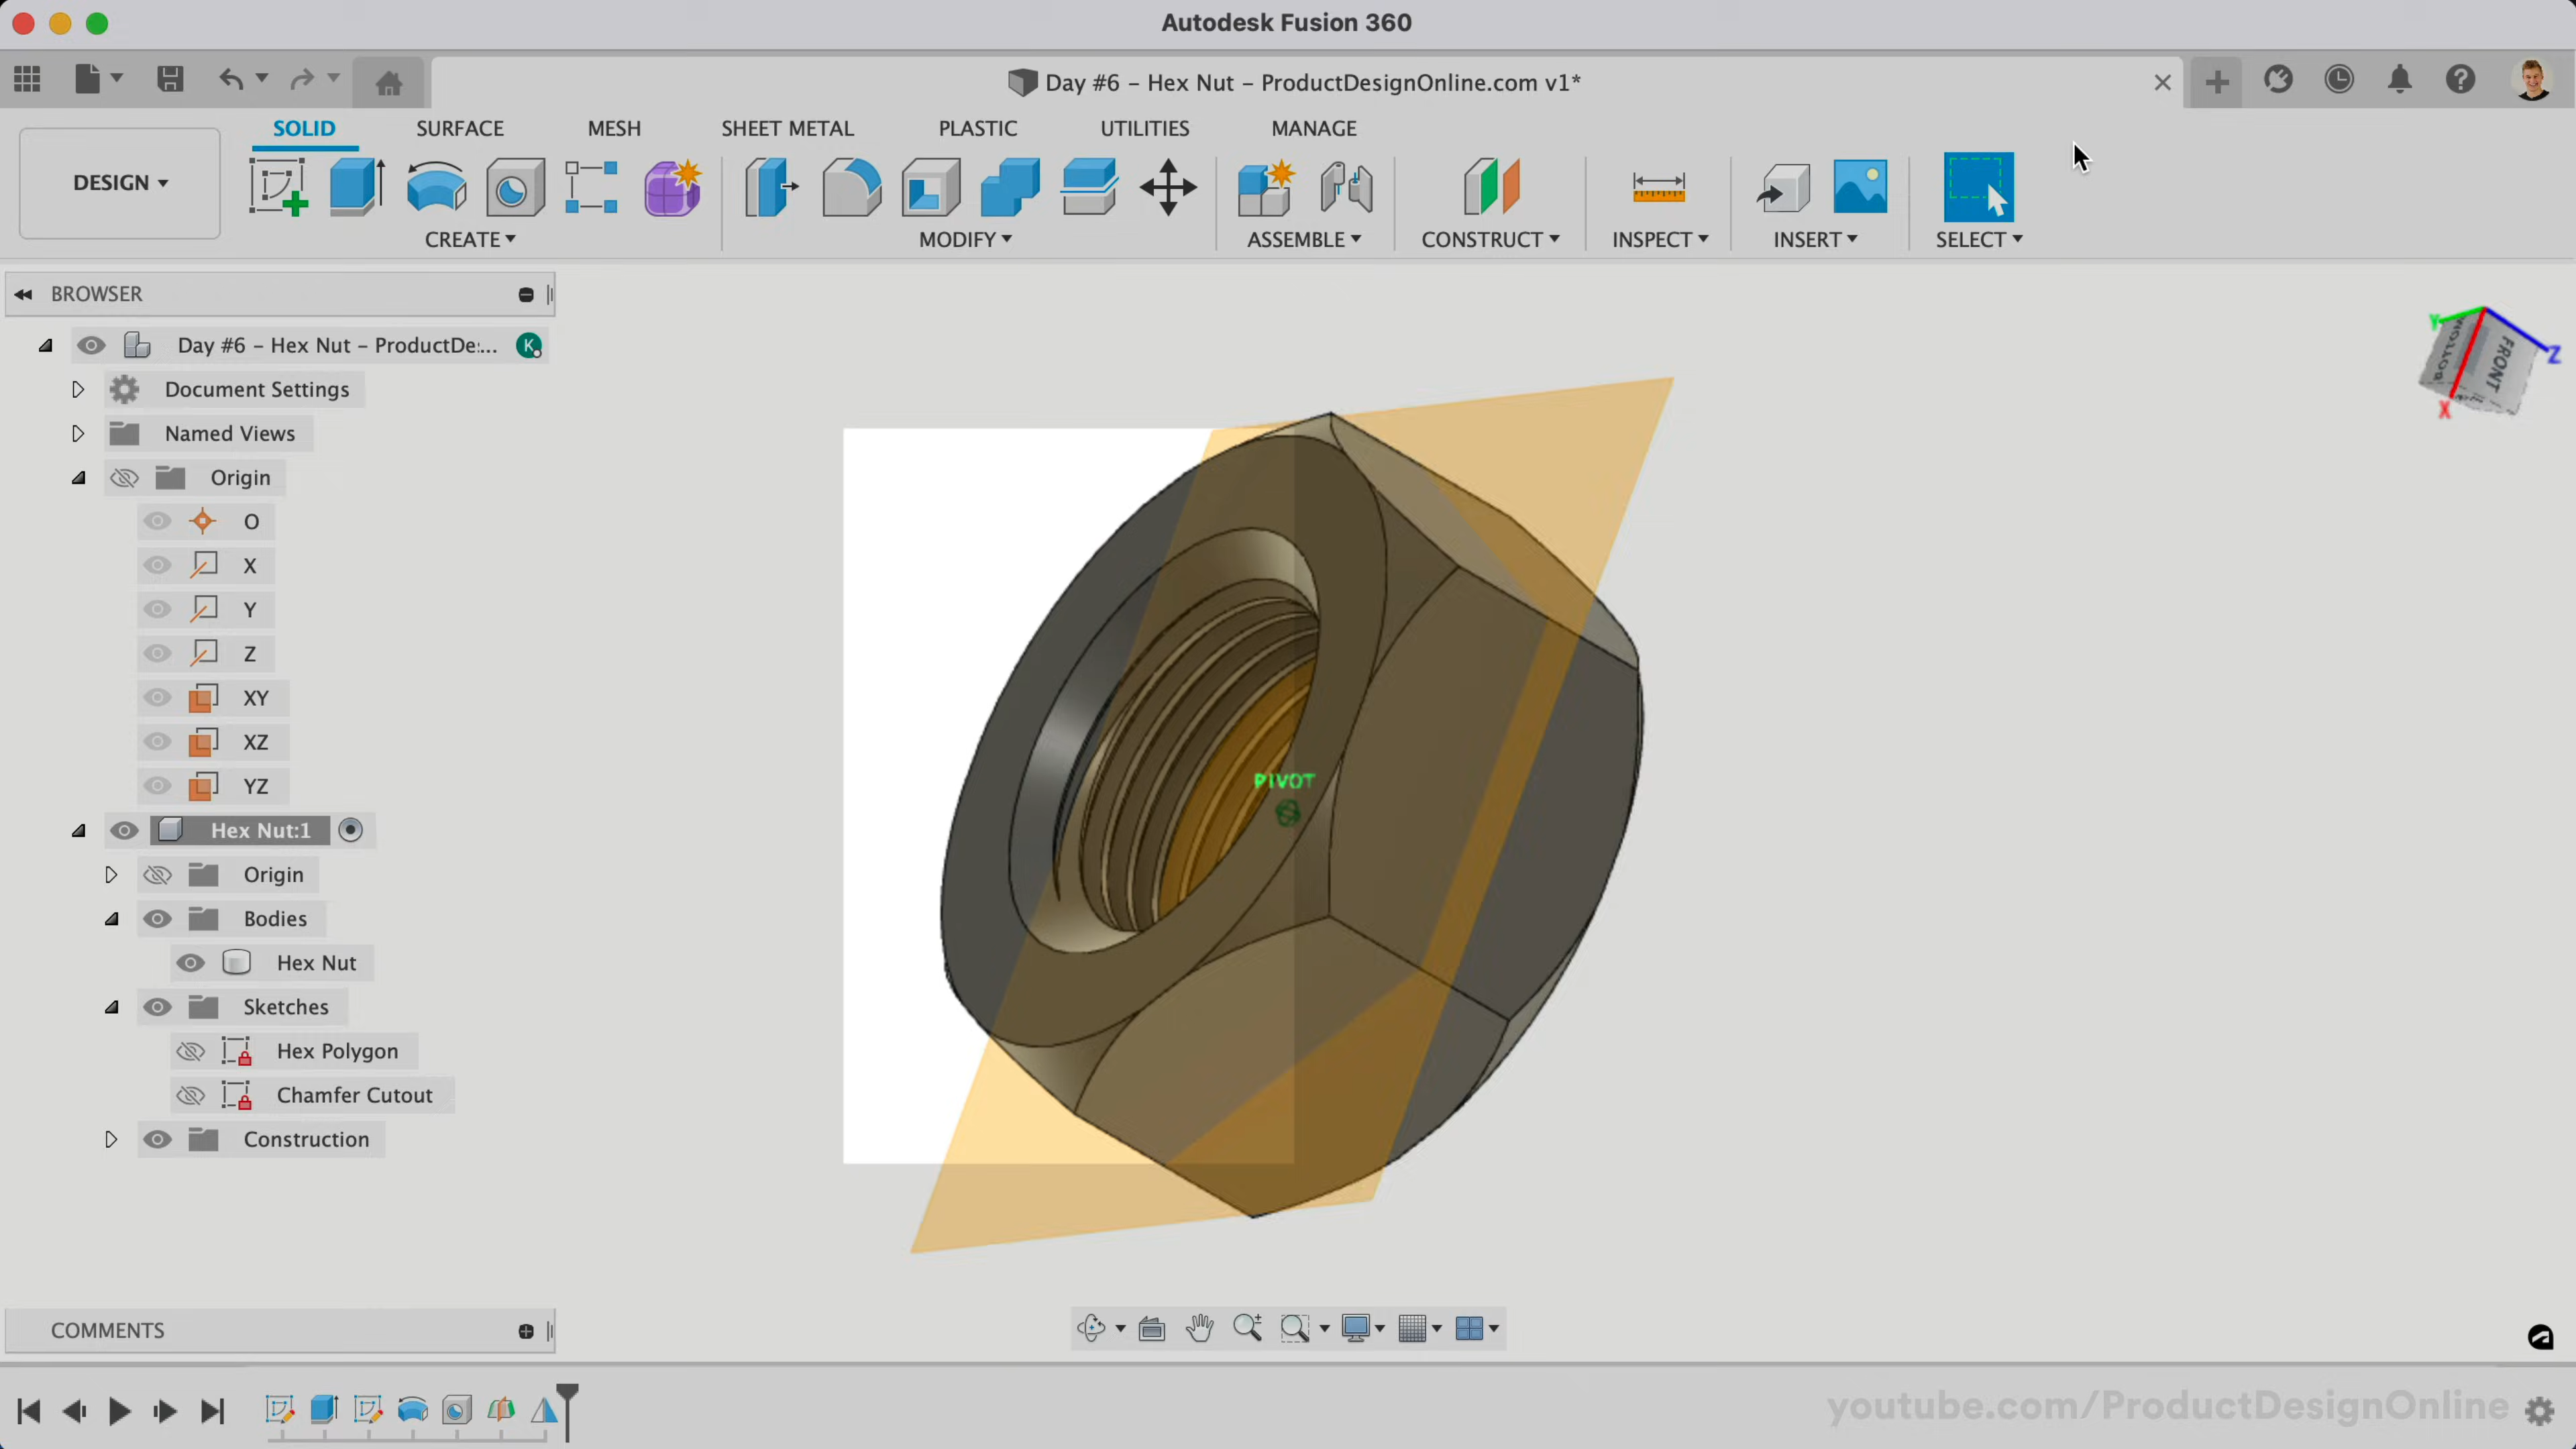 Autodesk Fusion 360
Day #6 – Hex Nut – ProductDesignOnline.com v1*
SOLID SURFACE MESH SHEET METAL PLASTIC UTILITIES MANAGE
DESIGN
CREATE MODIFY ASSEMBLE CONSTRUCT INSPECT INSERT SELECT
BROWSER
Day #6 – Hex Nut – ProductDe:... K
Document Settings
Named Views
Origin
O
X
Y
Z
XY
XZ
YZ
Hex Nut:1
Origin
Bodies
Hex Nut
Sketches
Hex Polygon
Chamfer Cutout
Construction
Y
Z
BOTTOM
FRONT
X
PIVOT
COMMENTS
youtube.com/ProductDesignOnline